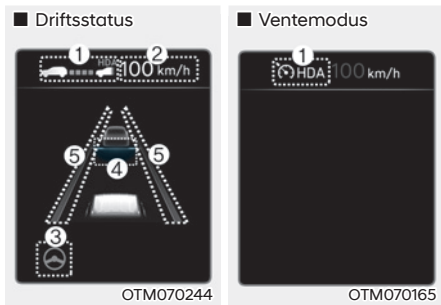 ■ Driftsstatus
① HDA ② 100 km/h
⑤ ⑤
④
③
OTM070244
■ Ventemodus
①
HDA 100 km/h
OTM070165